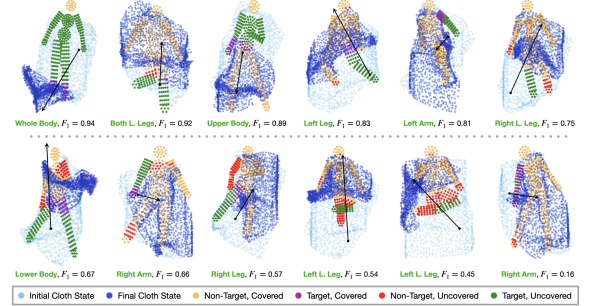 Whole Body, F₁ = 0.94
Both L. Legs, F₁ = 0.92
Upper Body, F₁ = 0.89
Left Leg, F₁ = 0.83
Left Arm, F₁ = 0.81
Right L. Leg, F₁ = 0.75
Lower Body, F₁ = 0.67
Right Arm, F₁ = 0.66
Right Leg, F₁ = 0.57
Left L. Leg, F₁ = 0.54
Left L. Leg, F₁ = 0.45
Right Arm, F₁ = 0.16
Initial Cloth State
Final Cloth State
Non-Target, Covered
Target, Covered
Non-Target, Uncovered
Target, Uncovered